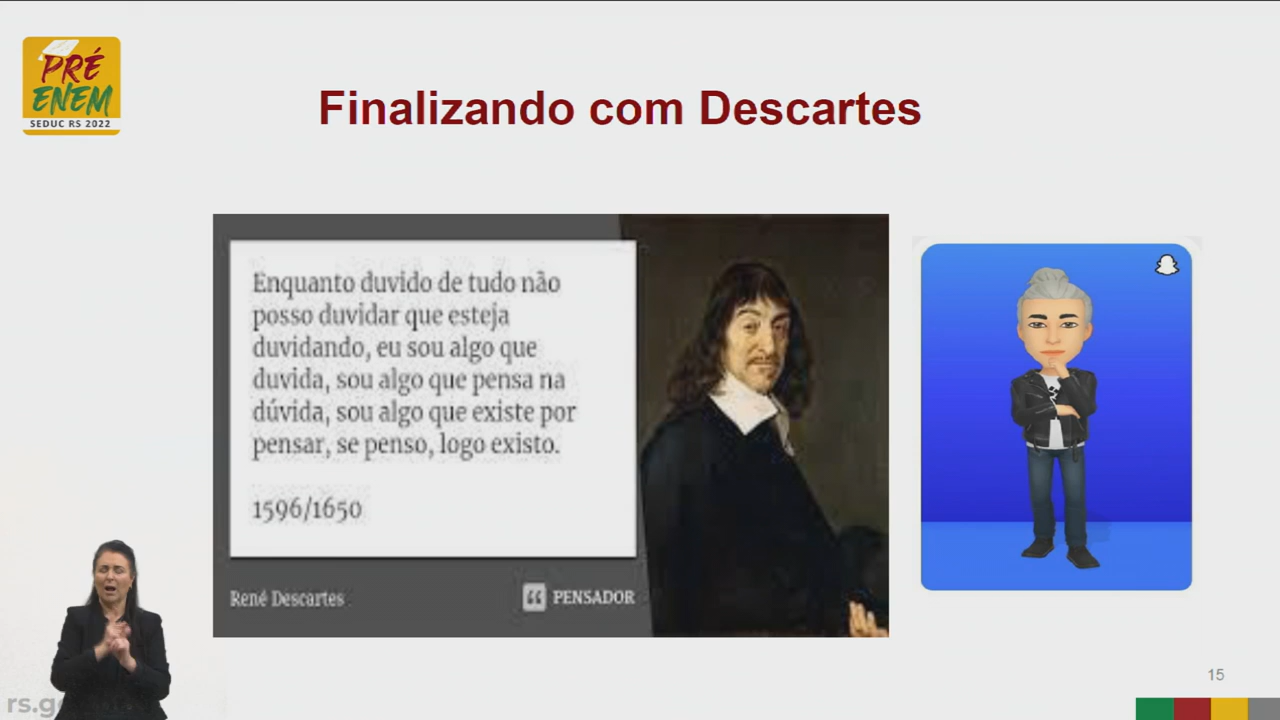 PRÉ
ENEM
SEDUC RS 2022
Finalizando com Descartes
Enquanto duvido de tudo não
posso duvidar que esteja
duvidando, eu sou algo que
duvida, sou algo que pensa na
dúvida, sou algo que existe por
pensar, se penso, logo existo.
1596/1650
René Descartes
PENSADOR
15